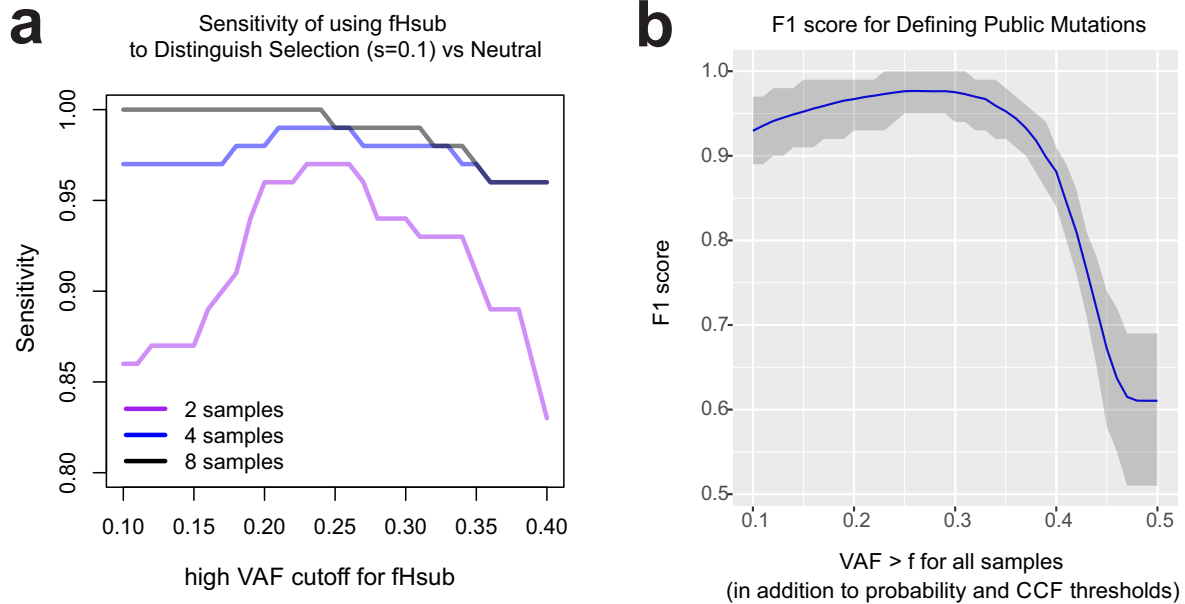 a
Sensitivity of using fHsub
to Distinguish Selection (s=0.1) vs Neutral
Sensitivity
1.00
0.95
0.90
0.85
0.80
2 samples
4 samples
8 samples
0.10 0.15 0.20 0.25 0.30 0.35 0.40
high VAF cutoff for fHsub
b
F1 score for Defining Public Mutations
F1 score
1.0
0.9
0.8
0.7
0.6
0.5
0.1 0.2 0.3 0.4 0.5
VAF > f for all samples
(in addition to probability and CCF thresholds)